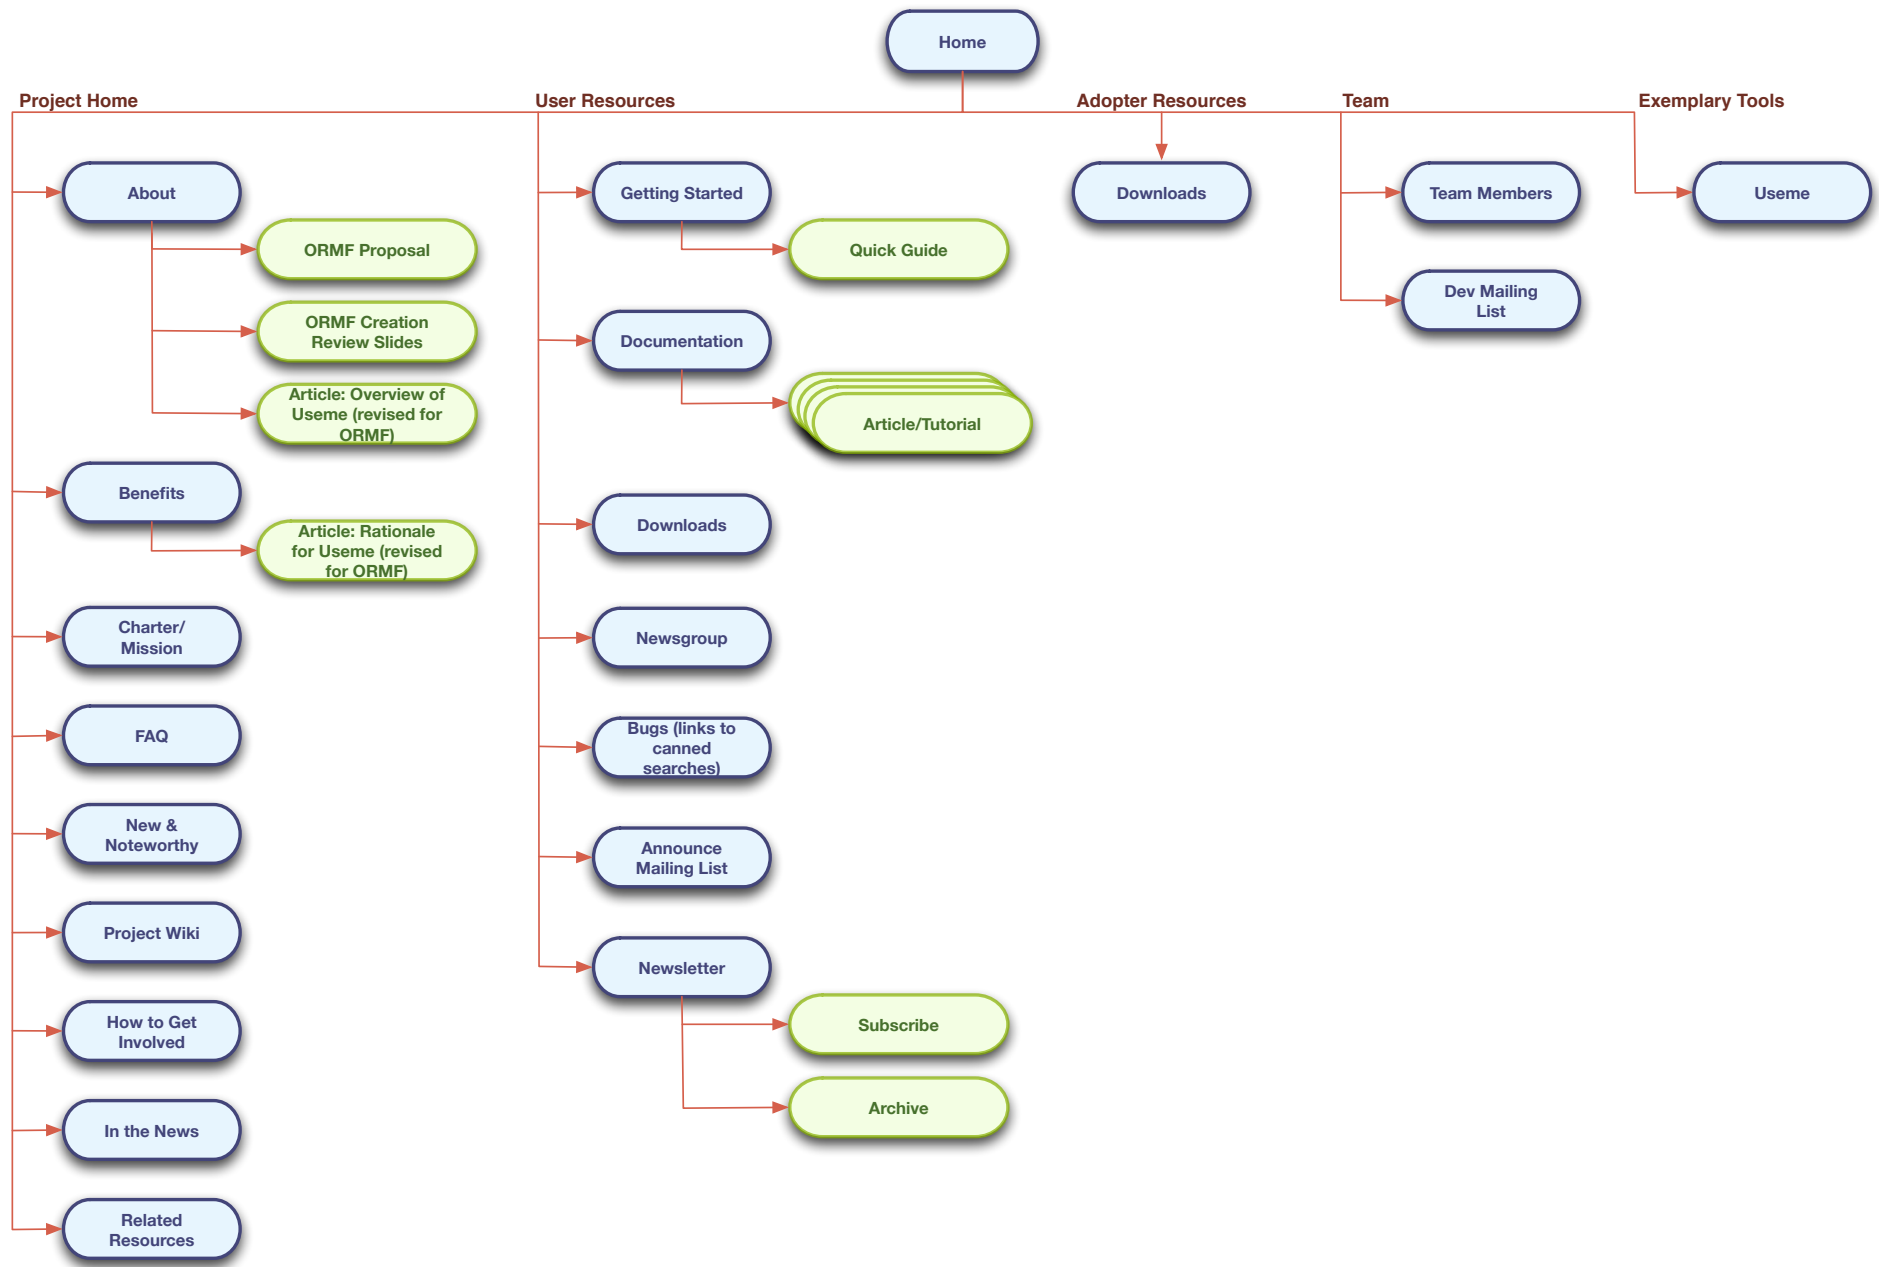 Home
Project Home
User Resources
Adopter Resources
Team
Exemplary Tools
About
ORMF Proposal
ORMF Creation
Review Slides
Article: Overview of
Useme (revised for
ORMF)
Benefits
Article: Rationale
for Useme (revised
for ORMF)
Charter/
Mission
FAQ
New &
Noteworthy
Project Wiki
How to Get
Involved
In the News
Related
Resources
Getting Started
Quick Guide
Documentation
Article/Tutorial
Downloads
Newsgroup
Bugs (links to
canned
searches)
Announce
Mailing List
Newsletter
Subscribe
Archive
Downloads
Team Members
Dev Mailing
List
Useme